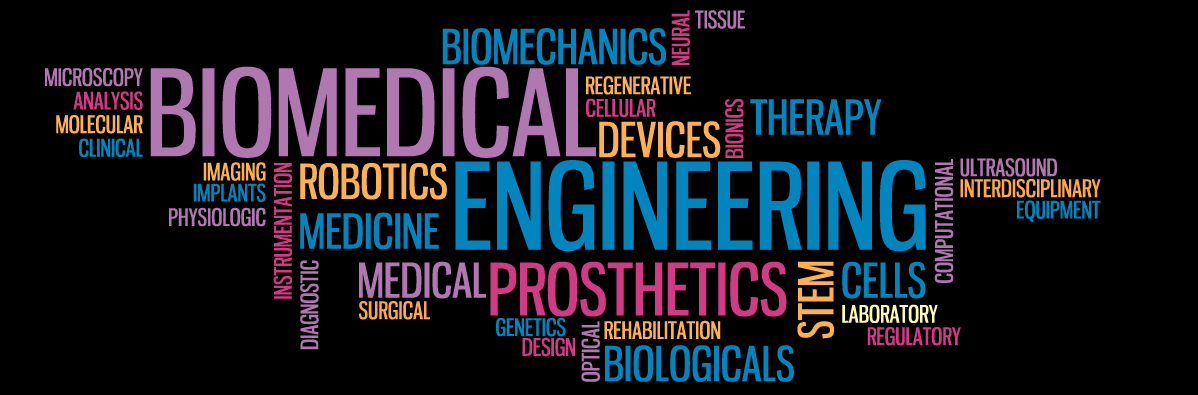 TISSUE
NEURAL
BIOMECHANICS
MICROSCOPY
ANALYSIS
MOLECULAR
CLINICAL
BIOMEDICAL
REGENERATIVE
CELLULAR
DEVICES
BIONICS
THERAPY
IMAGING
IMPLANTS
PHYSIOLOGIC
INSTRUMENTATION
ROBOTICS
MEDICINE
ENGINEERING
COMPUTATIONAL
ULTRASOUND
INTERDISCIPLINARY
EQUIPMENT
DIAGNOSTIC
MEDICAL
SURGICAL
PROSTHETICS
STEM
CELLS
LABORATORY
REGULATORY
GENETICS
DESIGN
OPTICAL
REHABILITATION
BIOLOGICALS